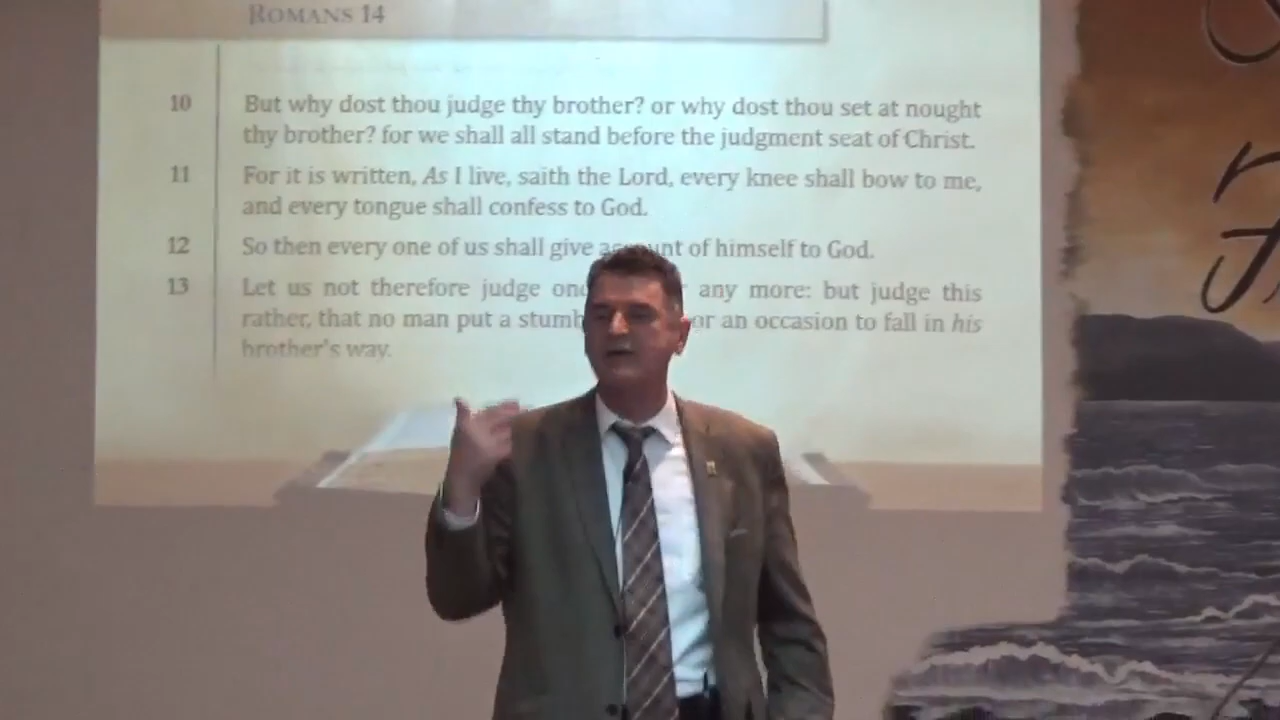 ROMANS 14
10 But why dost thou judge thy brother? or why dost thou set at nought
thy brother? for we shall all stand before the judgment seat of Christ.
11 For it is written, As I live, saith the Lord, every knee shall bow to me,
and every tongue shall confess to God.
12 So then every one of us shall give of himself to God.
13 Let us not therefore judge any more: but judge this
rather, that no man put a or an occasion to fall in his
brother's way.